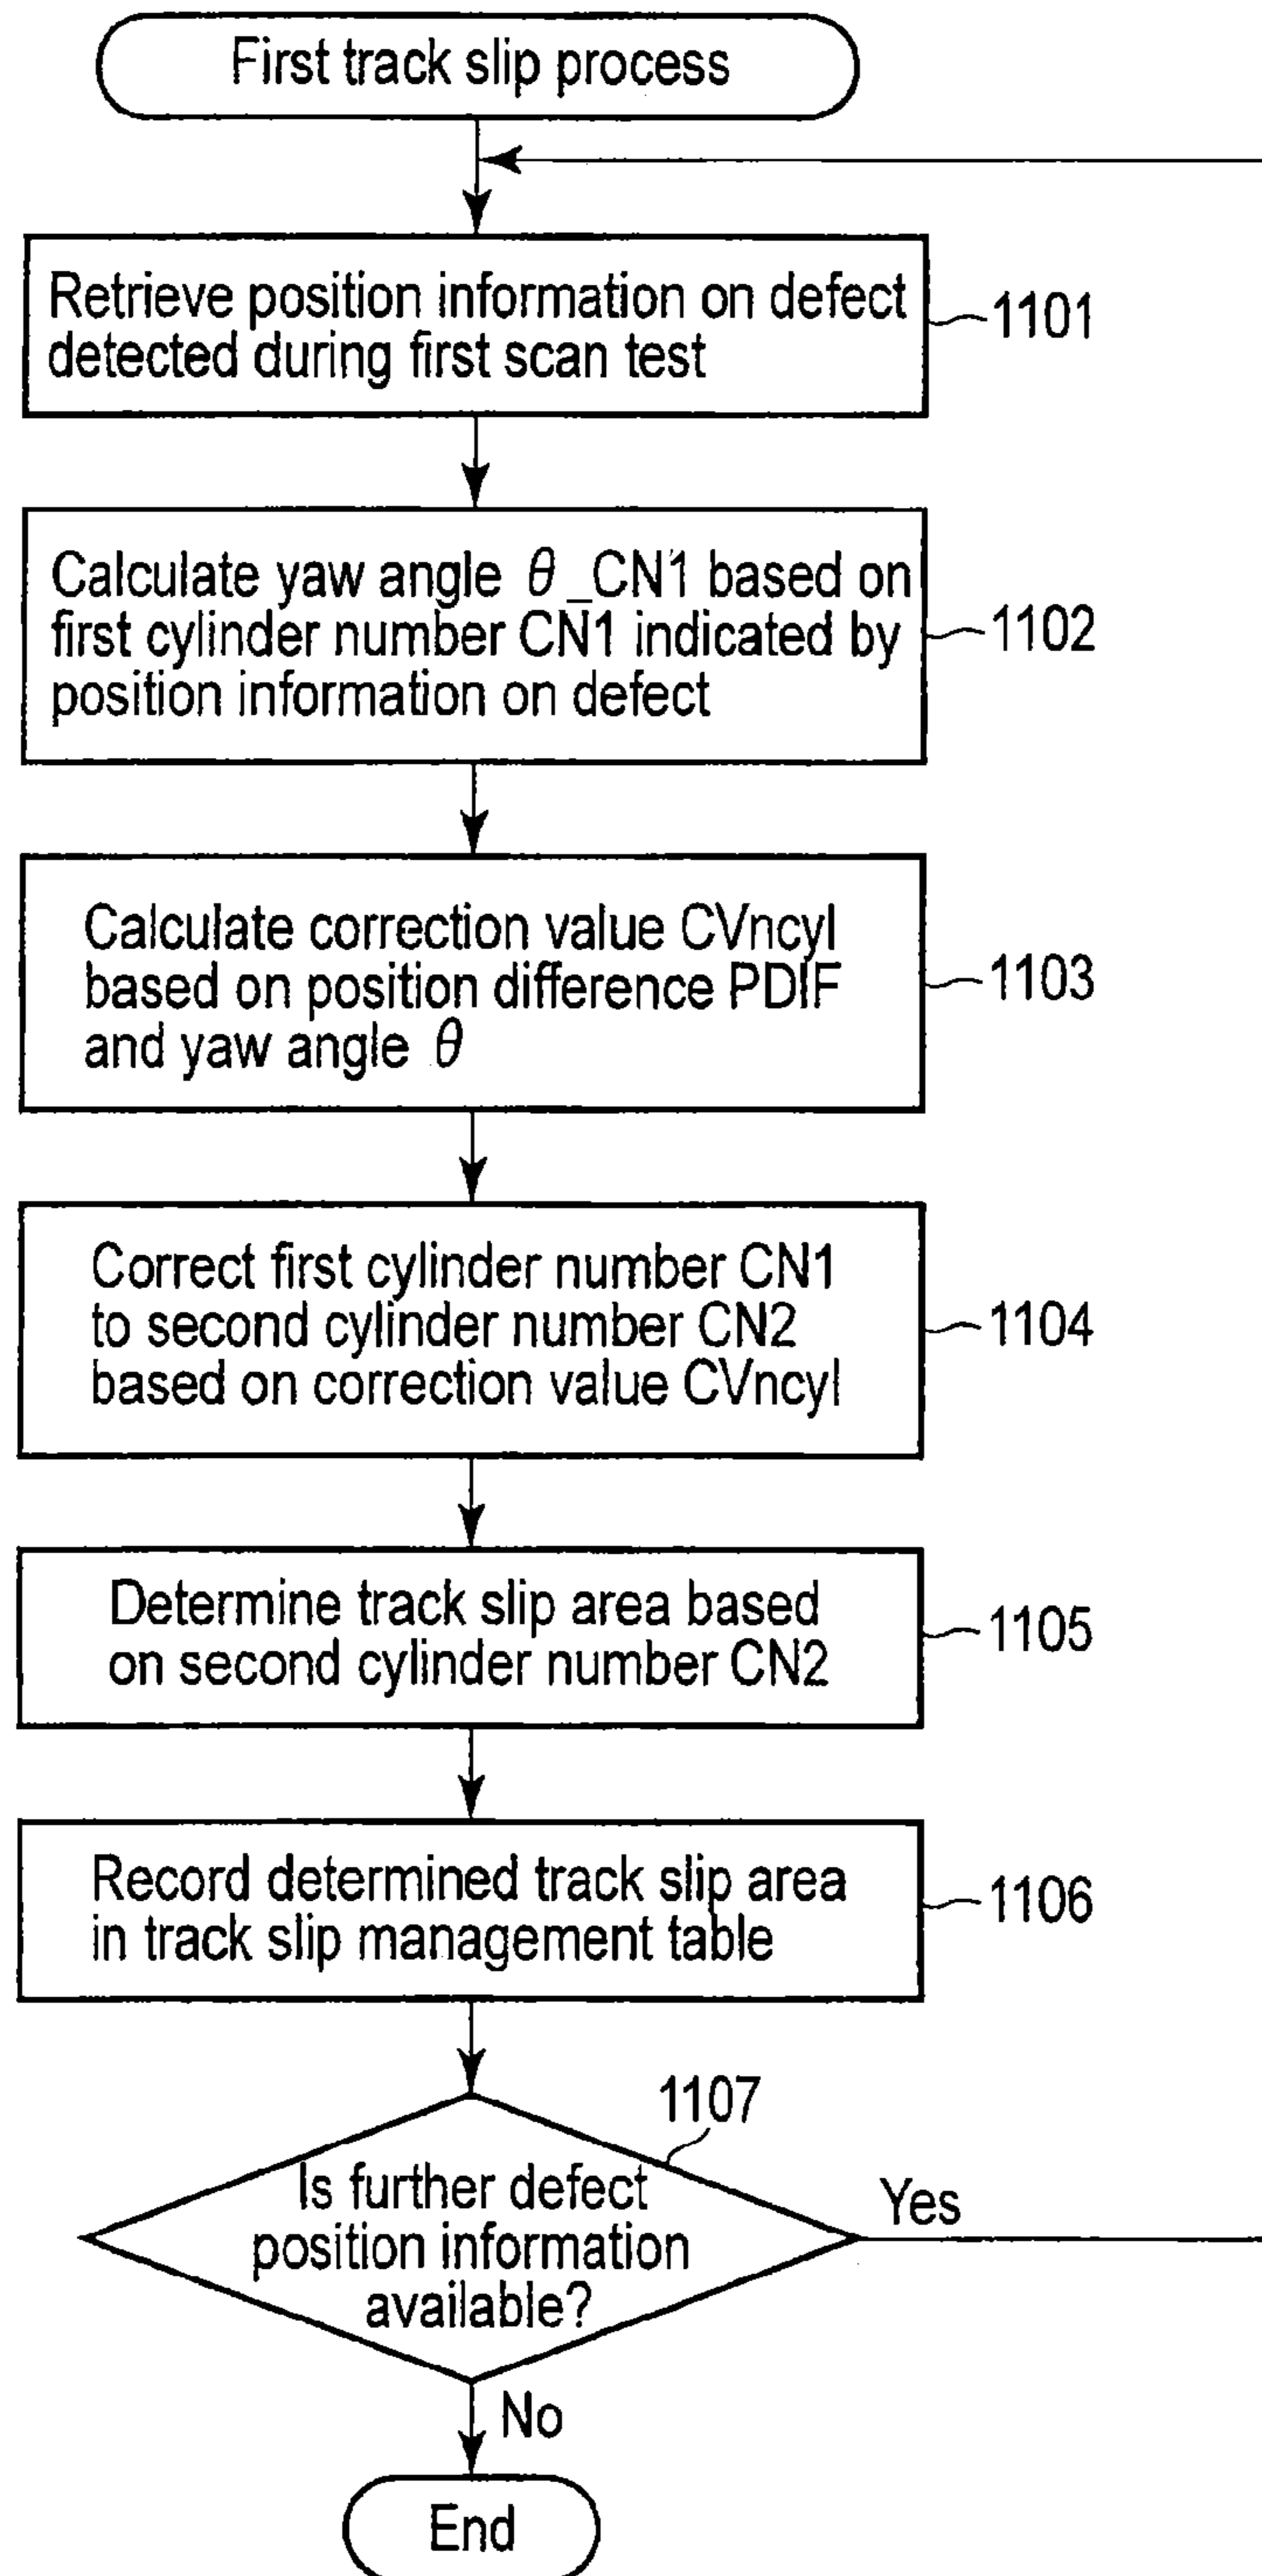 First track slip process
Retrieve position information on defect
detected during first scan test
1101
Calculate yaw angle θ_CN1 based on
first cylinder number CN1 indicated by
position information on defect
1102
Calculate correction value CVncyl
based on position difference PDIF
and yaw angle θ
1103
Correct first cylinder number CN1
to second cylinder number CN2
based on correction value CVncyl
1104
Determine track slip area based
on second cylinder number CN2
1105
Record determined track slip area
in track slip management table
1106
1107
Is further defect
position information
available?
Yes
No
End